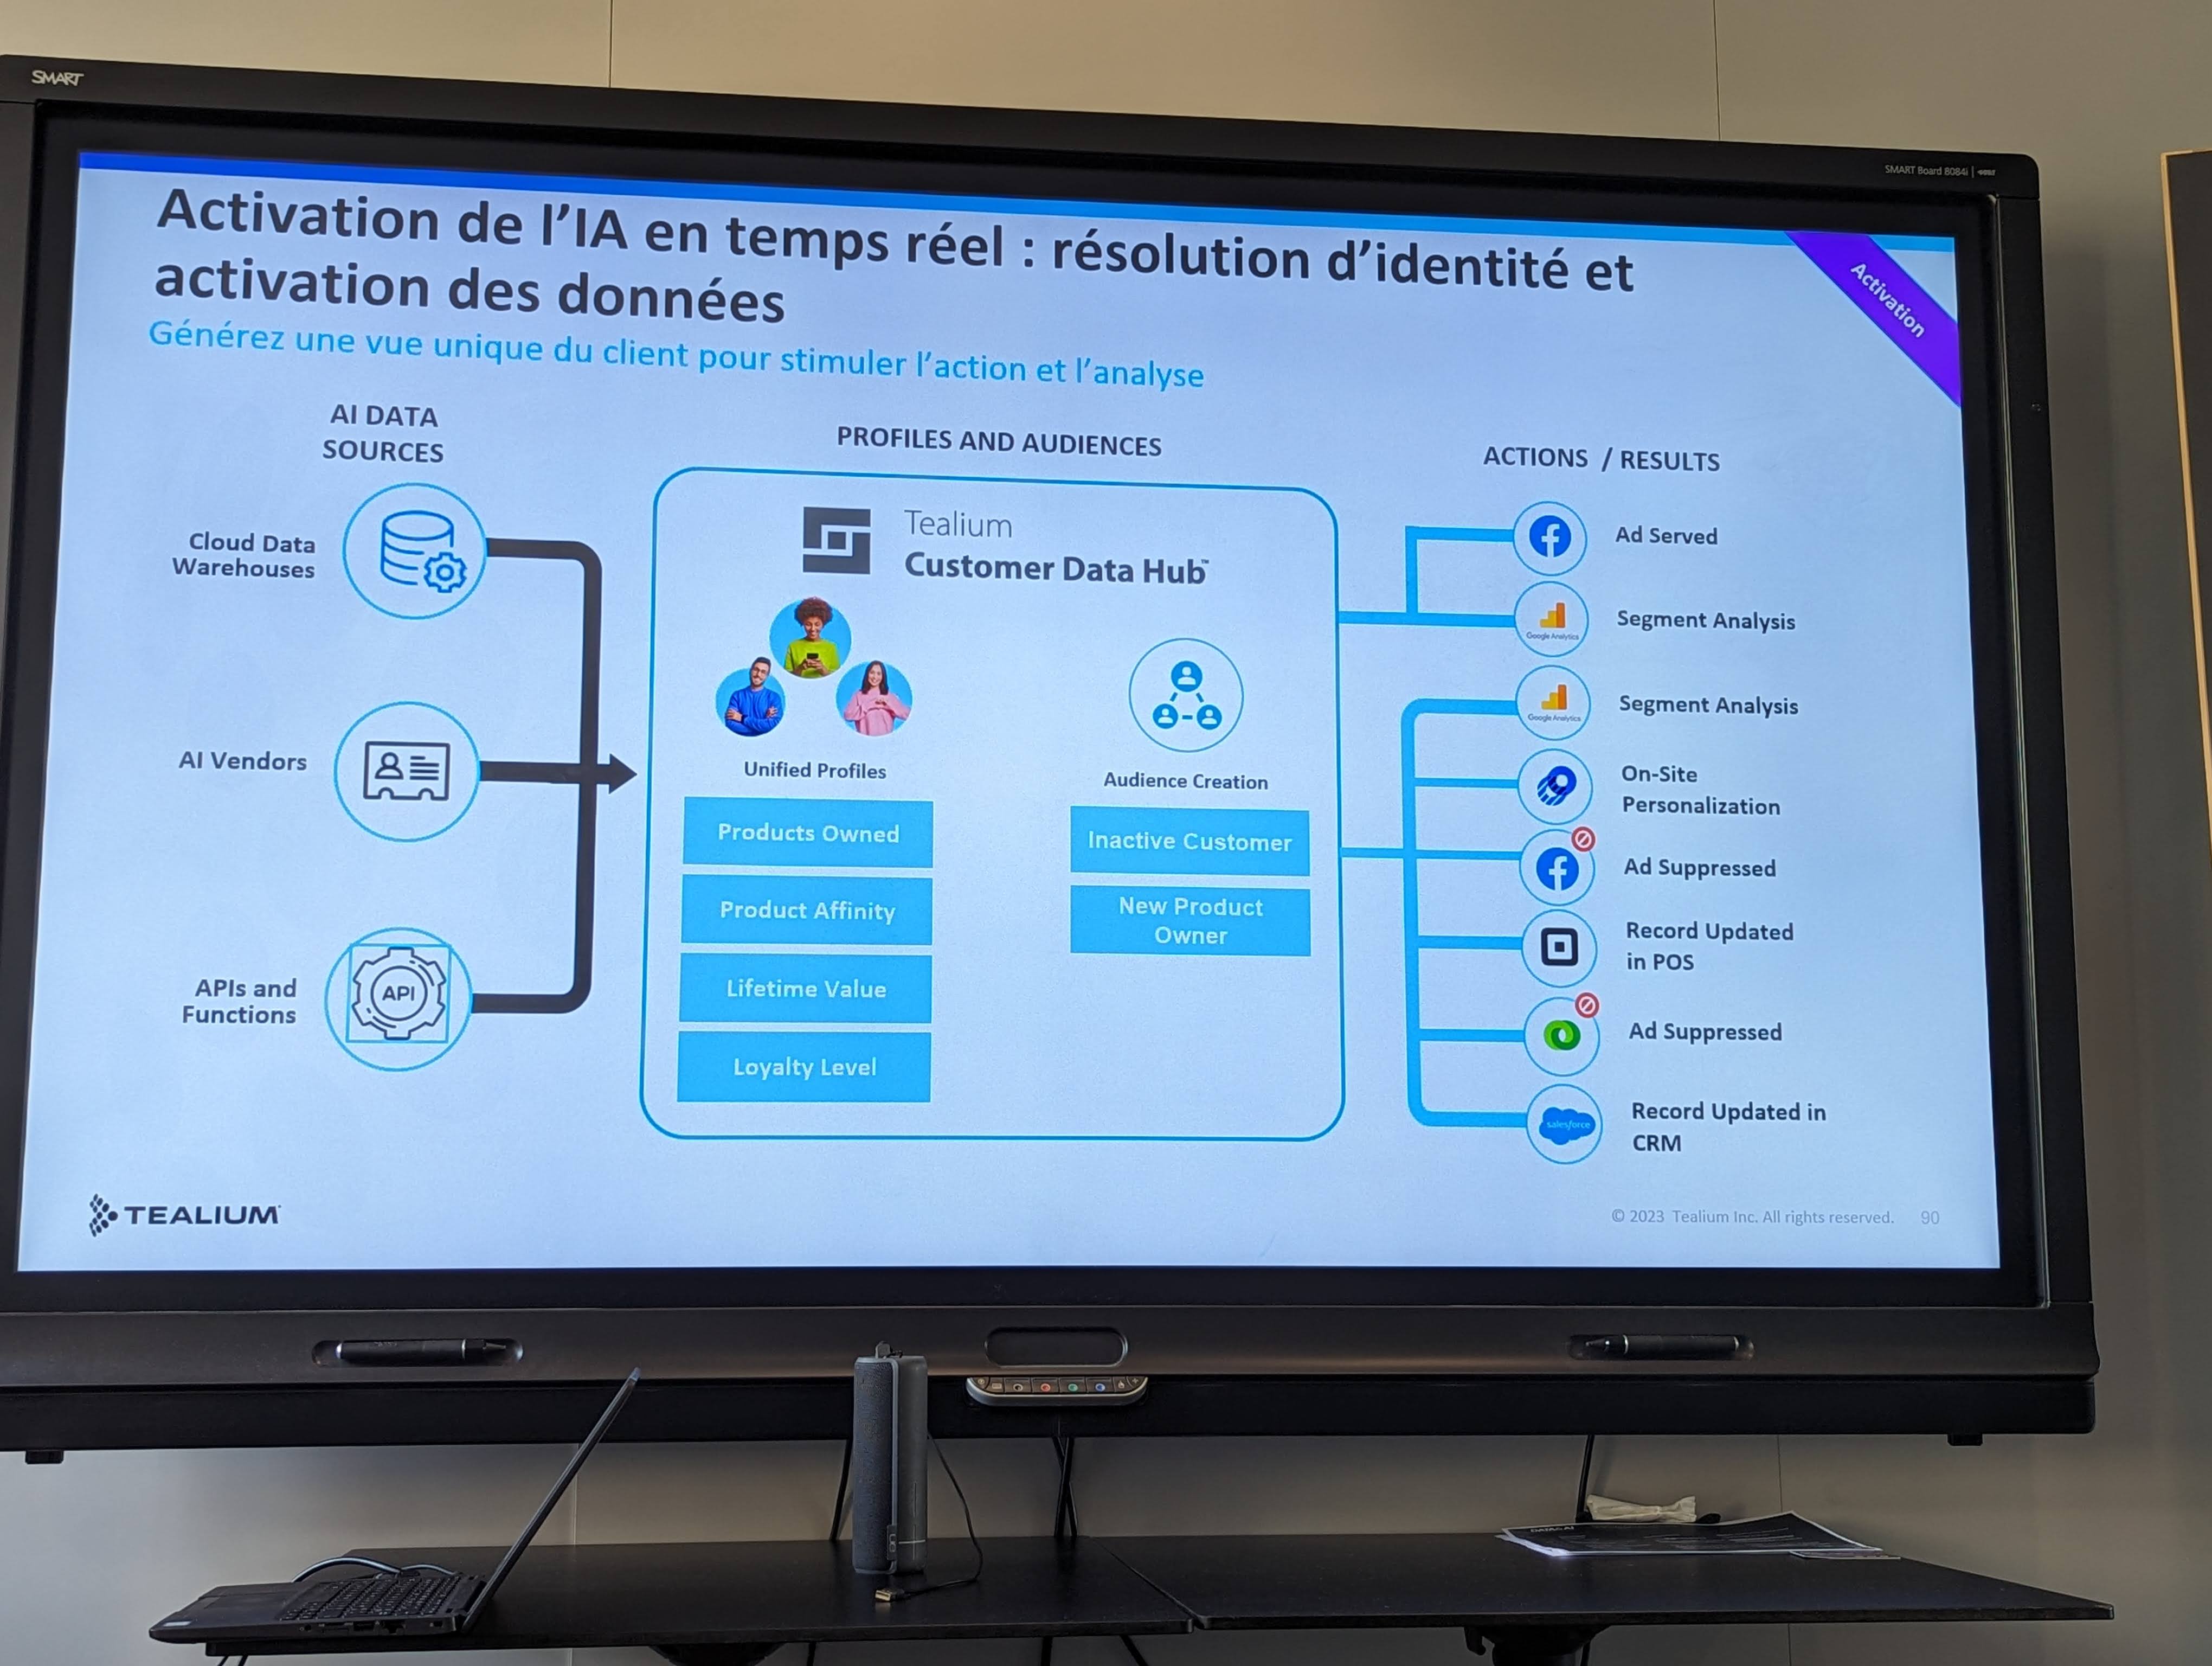 SMART
SMART Board 8084i
Activation de l'IA en temps réel : résolution d'identité et
activation des données
Générez une vue unique du client pour stimuler l'action et l'analyse
Activation
AI DATA
SOURCES
Cloud Data
Warehouses
AI Vendors
APIs and
Functions
API
PROFILES AND AUDIENCES
Tealium
Customer Data Hub™
Unified Profiles
Products Owned
Product Affinity
Lifetime Value
Loyalty Level
Audience Creation
Inactive Customer
New Product
Owner
ACTIONS / RESULTS
Ad Served
Google Analytics
Segment Analysis
Google Analytics
Segment Analysis
On-Site
Personalization
Ad Suppressed
Record Updated
in POS
Ad Suppressed
salesforce
Record Updated in
CRM
TEALIUM
© 2023 Tealium Inc. All rights reserved.
90